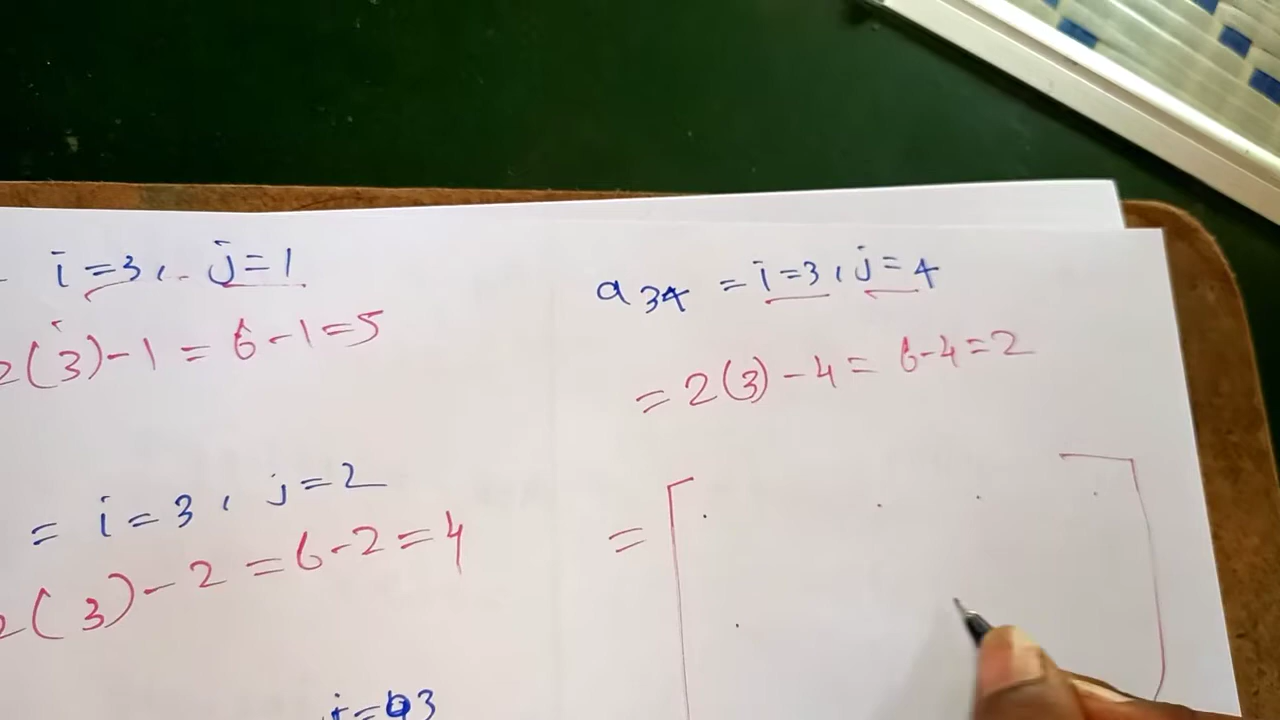 i=3, j=1
2(3)-1 = 6-1=5
= i=3, j=2
2(3)-2 = 6-2=4
a34 = i=3, j=4
= 2(3)-4 = 6-4=2
=